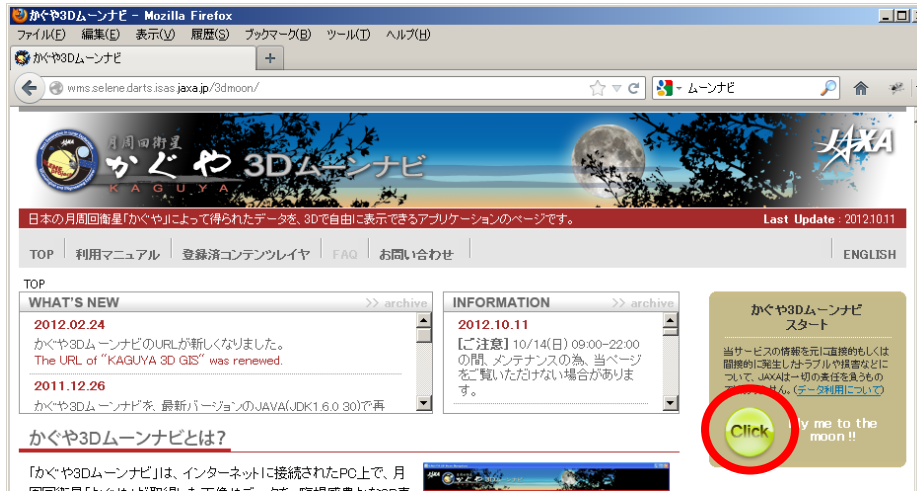 かぐや3Dムーンナビ - Mozilla Firefox
ファイル(F) 編集(E) 表示(V) 履歴(S) ブックマーク(B) ツール(T) ヘルプ(H)
かぐや3Dムーンナビ
wms.selene.darts.isas.jaxa.jp/3dmoon/
ムーンナビ
月周回衛星
かぐや 3Dムーンナビ
KAGUYA
JAXA
日本の月周回衛星「かぐや」によって得られたデータを、3Dで自由に表示できるアプリケーションのページです。 Last Update : 2012.10.11
TOP 利用マニュアル 登録済コンテンツレイヤ FAQ お問い合わせ ENGLISH
TOP
WHAT'S NEW >> archive
2012.02.24
かぐや3DムーンナビのURLが新しくなりました。
The URL of "KAGUYA 3D GIS" was renewed.
2011.12.26
かぐや3Dムーンナビを、最新バージョンのJAVA(JDK1.6.0 30)で再
INFORMATION >> archive
2012.10.11
【ご注意】10/14(日) 09:00-22:00
の間、メンテナンスの為、当ページ
をご覧いただけない場合がありま
す。
かぐや3Dムーンナビ
スタート
当サービスの情報を元に直接的もしくは
間接的に発生したトラブルや損害などに
ついて、JAXAは一切の責任を負うもの
ません。(データ利用について)
Click
me to the
moon !!
かぐや3Dムーンナビとは?
「かぐや3Dムーンナビ」は、インターネットに接続されたPC上で、月